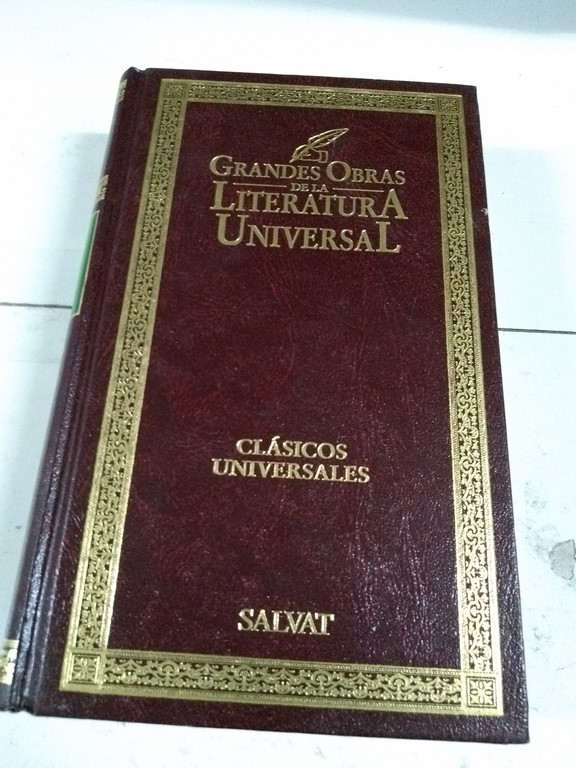 GRANDES OBRAS
DE LA
LITERATURA
UNIVERSAL
CLÁSICOS
UNIVERSALES
SALVAT